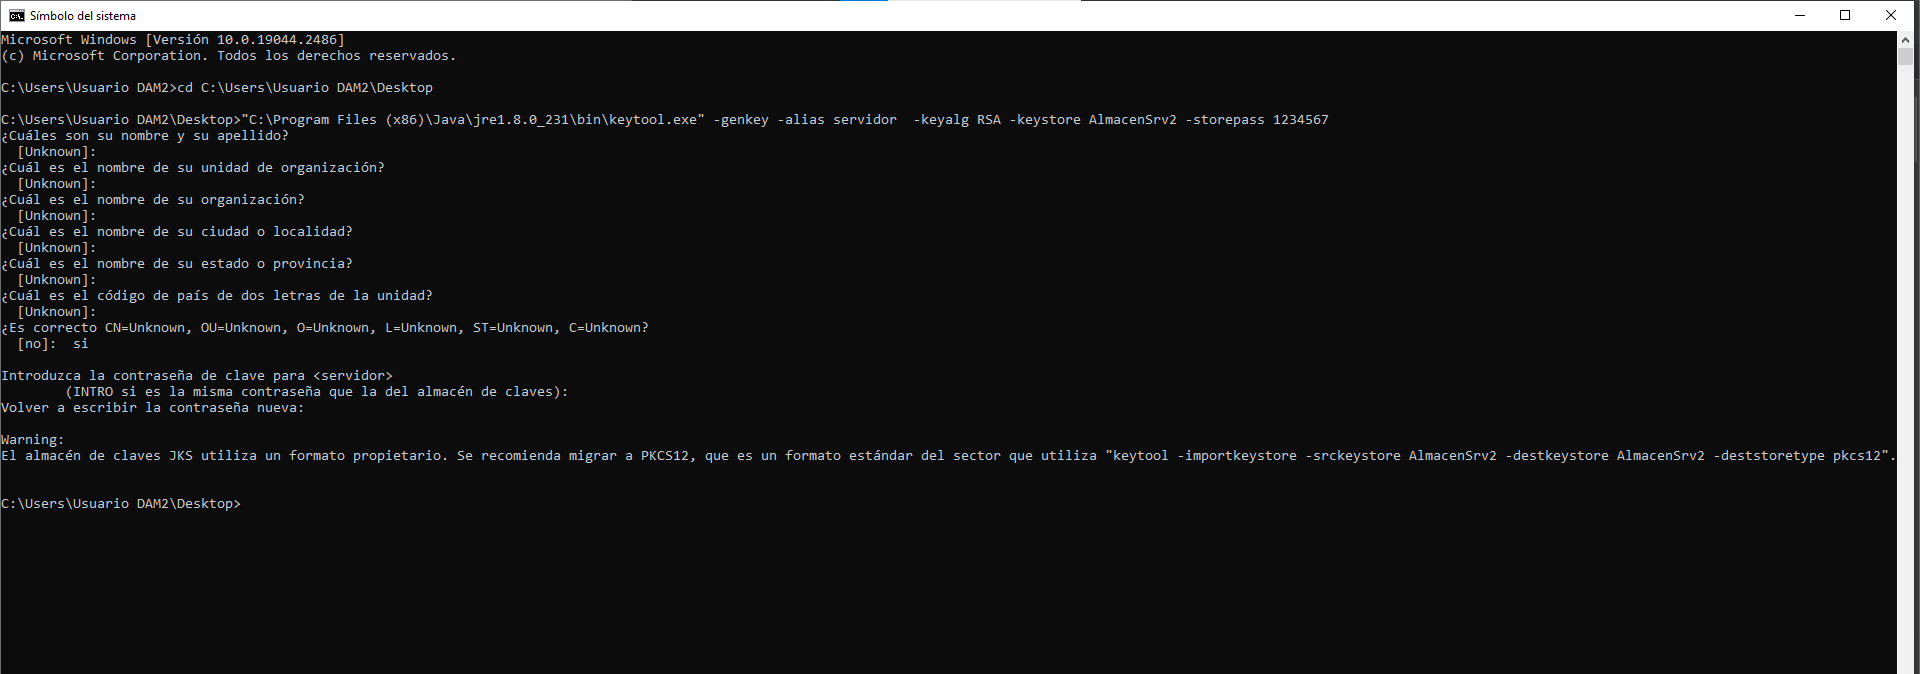 Símbolo del sistema
Microsoft Windows [Versión 10.0.19044.2486]
(c) Microsoft Corporation. Todos los derechos reservados.
C:\Users\Usuario DAM2>cd C:\Users\Usuario DAM2\Desktop
C:\Users\Usuario DAM2\Desktop>"C:\Program Files (x86)\Java\jre1.8.0_231\bin\keytool.exe" -genkey -alias servidor  -keyalg RSA -keystore AlmacenSrv2 -storepass 1234567
¿Cuáles son su nombre y su apellido?
  [Unknown]:
¿Cuál es el nombre de su unidad de organización?
  [Unknown]:
¿Cuál es el nombre de su organización?
  [Unknown]:
¿Cuál es el nombre de su ciudad o localidad?
  [Unknown]:
¿Cuál es el nombre de su estado o provincia?
  [Unknown]:
¿Cuál es el código de país de dos letras de la unidad?
  [Unknown]:
¿Es correcto CN=Unknown, OU=Unknown, O=Unknown, L=Unknown, ST=Unknown, C=Unknown?
  [no]:  si
Introduzca la contraseña de clave para <servidor>
        (INTRO si es la misma contraseña que la del almacén de claves):
Volver a escribir la contraseña nueva:
Warning:
El almacén de claves JKS utiliza un formato propietario. Se recomienda migrar a PKCS12, que es un formato estándar del sector que utiliza "keytool -importkeystore -srckeystore AlmacenSrv2 -destkeystore AlmacenSrv2 -deststoretype pkcs12".
C:\Users\Usuario DAM2\Desktop>